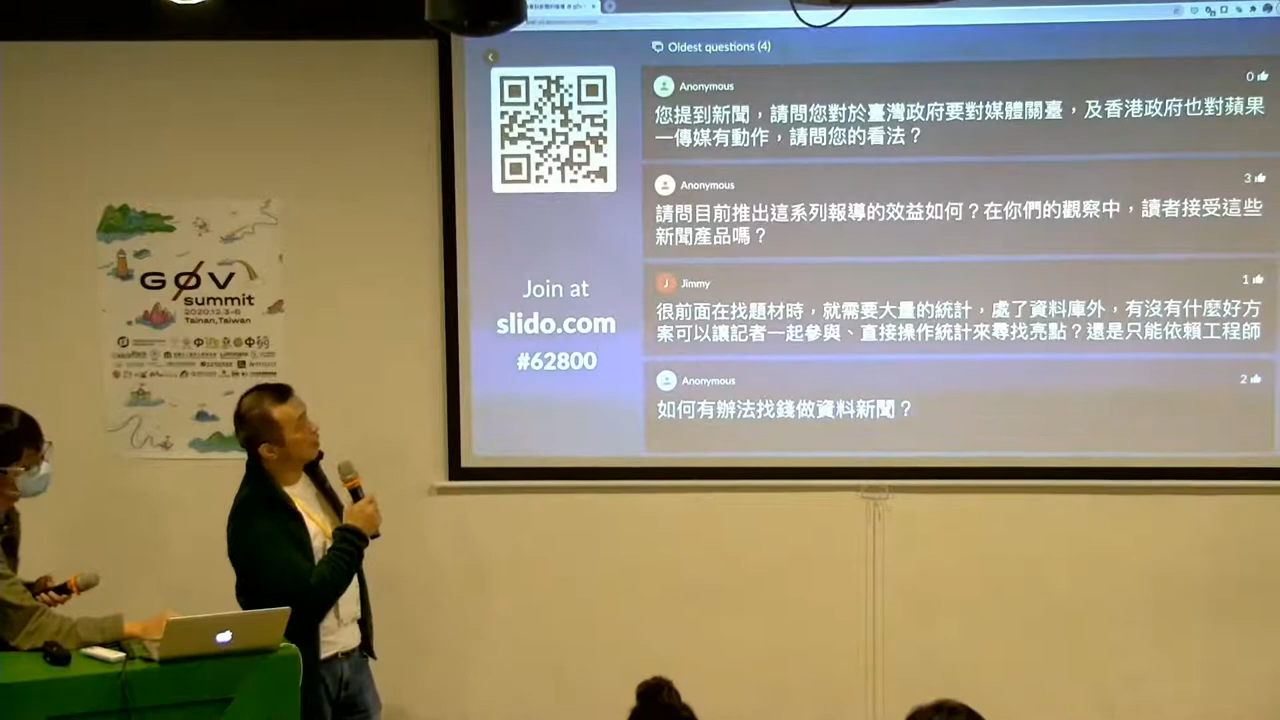 Oldest questions (4)
Anonymous
0
您提到新聞，請問您對於臺灣政府要對媒體關臺，及香港政府也對蘋果
一傳媒有動作，請問您的看法？
Anonymous
3
請問目前推出這系列報導的效益如何？在你們的觀察中，讀者接受這些
新聞產品嗎？
J Jimmy
1
很前面在找題材時，就需要大量的統計，處了資料庫外，有沒有什麼好方
案可以讓記者一起參與、直接操作統計來尋找亮點？還是只能依賴工程師
Anonymous
2
如何有辦法找錢做資料新聞？
Join at
slido.com
#62800
GØV
summit
2020.12.3-6
Tainan,Taiwan